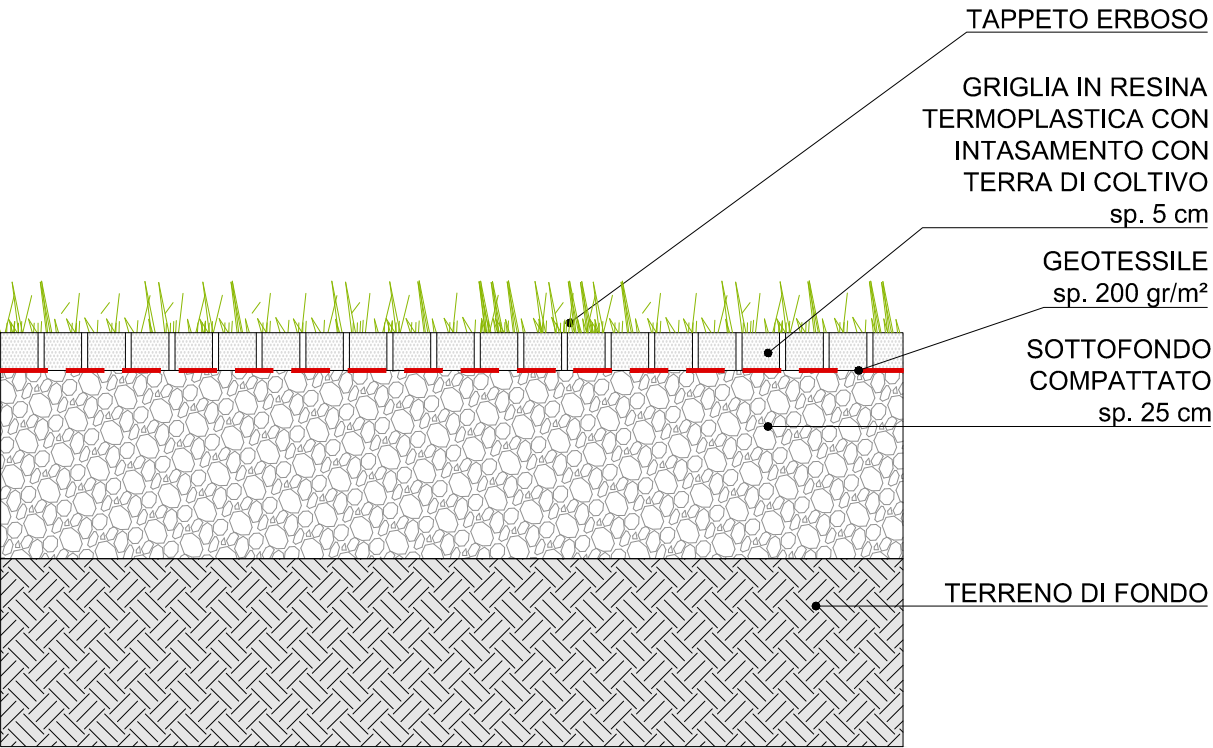 TAPPETO ERBOSO
GRIGLIA IN RESINA
TERMOPLASTICA CON
INTASAMENTO CON
TERRA DI COLTIVO
sp. 5 cm
GEOTESSILE
sp. 200 gr/m²
SOTTOFONDO
COMPATTATO
sp. 25 cm
TERRENO DI FONDO